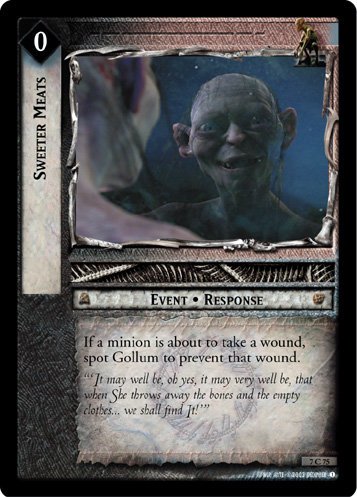 0
Sweeter Meats
Event • Response
If a minion is about to take a wound,
spot Gollum to prevent that wound.
"'It may well be, oh yes, it may very well be, that
when She throws away the bones and the empty
clothes... we shall find It!'"
7 C 75